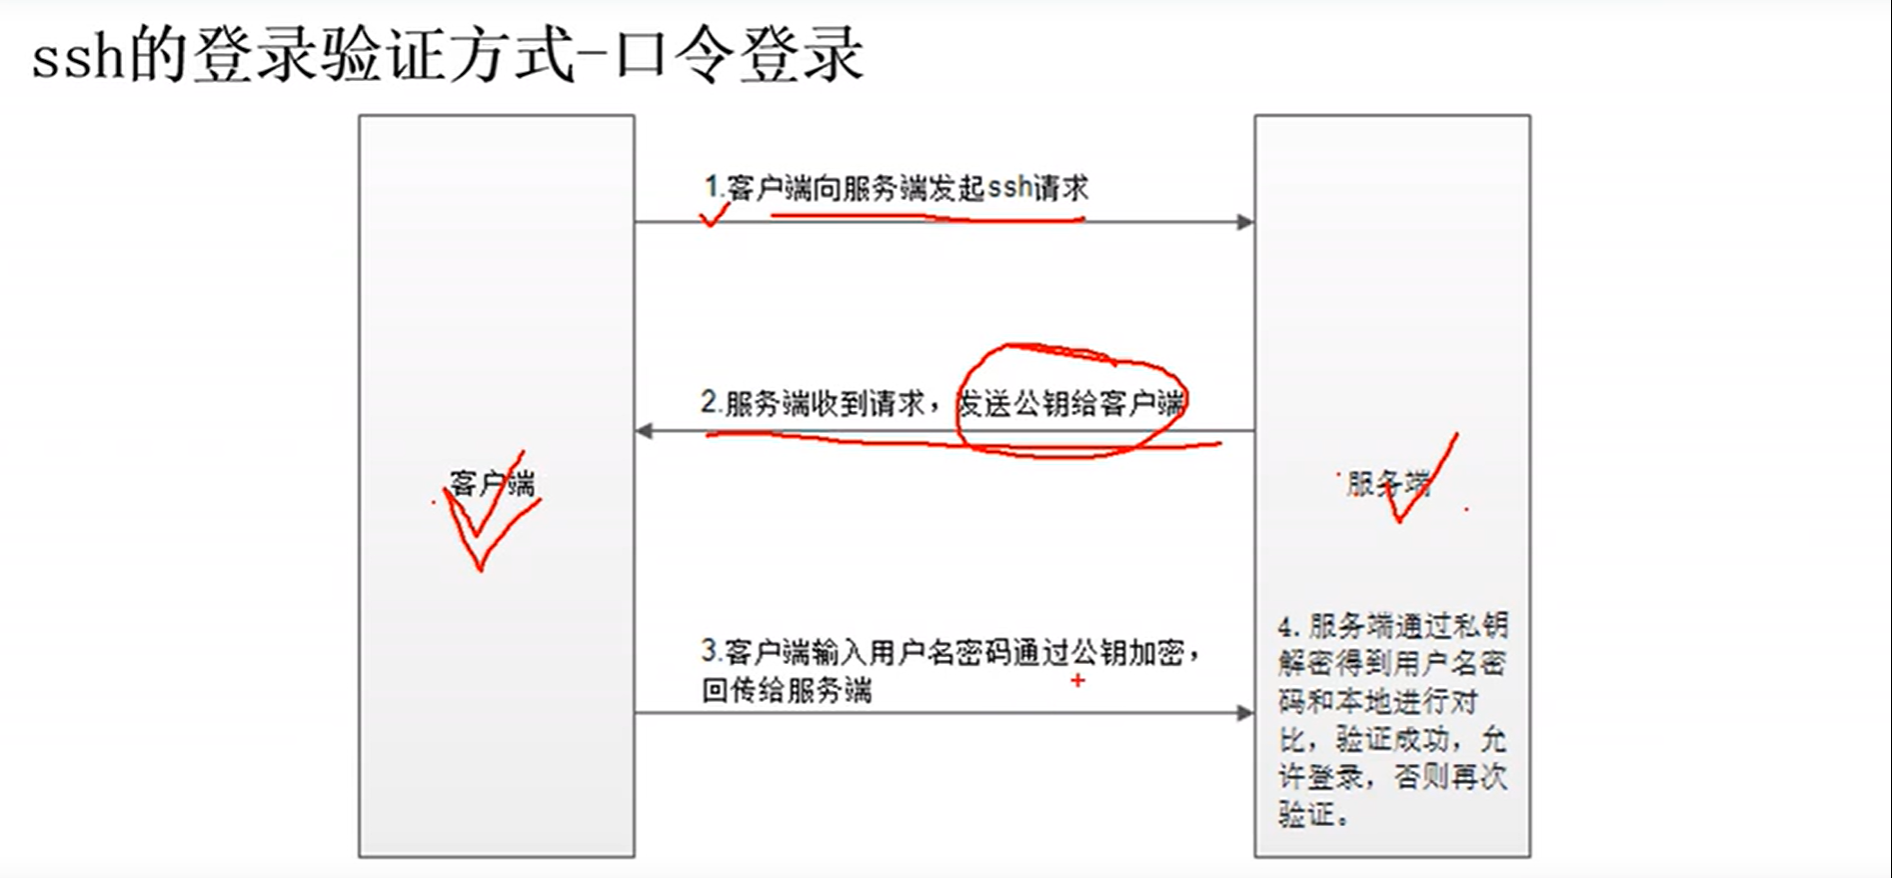 ssh的登录验证方式-口令登录
1.客户端向服务端发起ssh请求
2.服务端收到请求，发送公钥给客户端
客户端
服务端
3.客户端输入用户名密码通过公钥加密，
回传给服务端
4.服务端通过私钥
解密得到用户名密
码和本地进行对
比，验证成功，允
许登录，否则再次
验证。